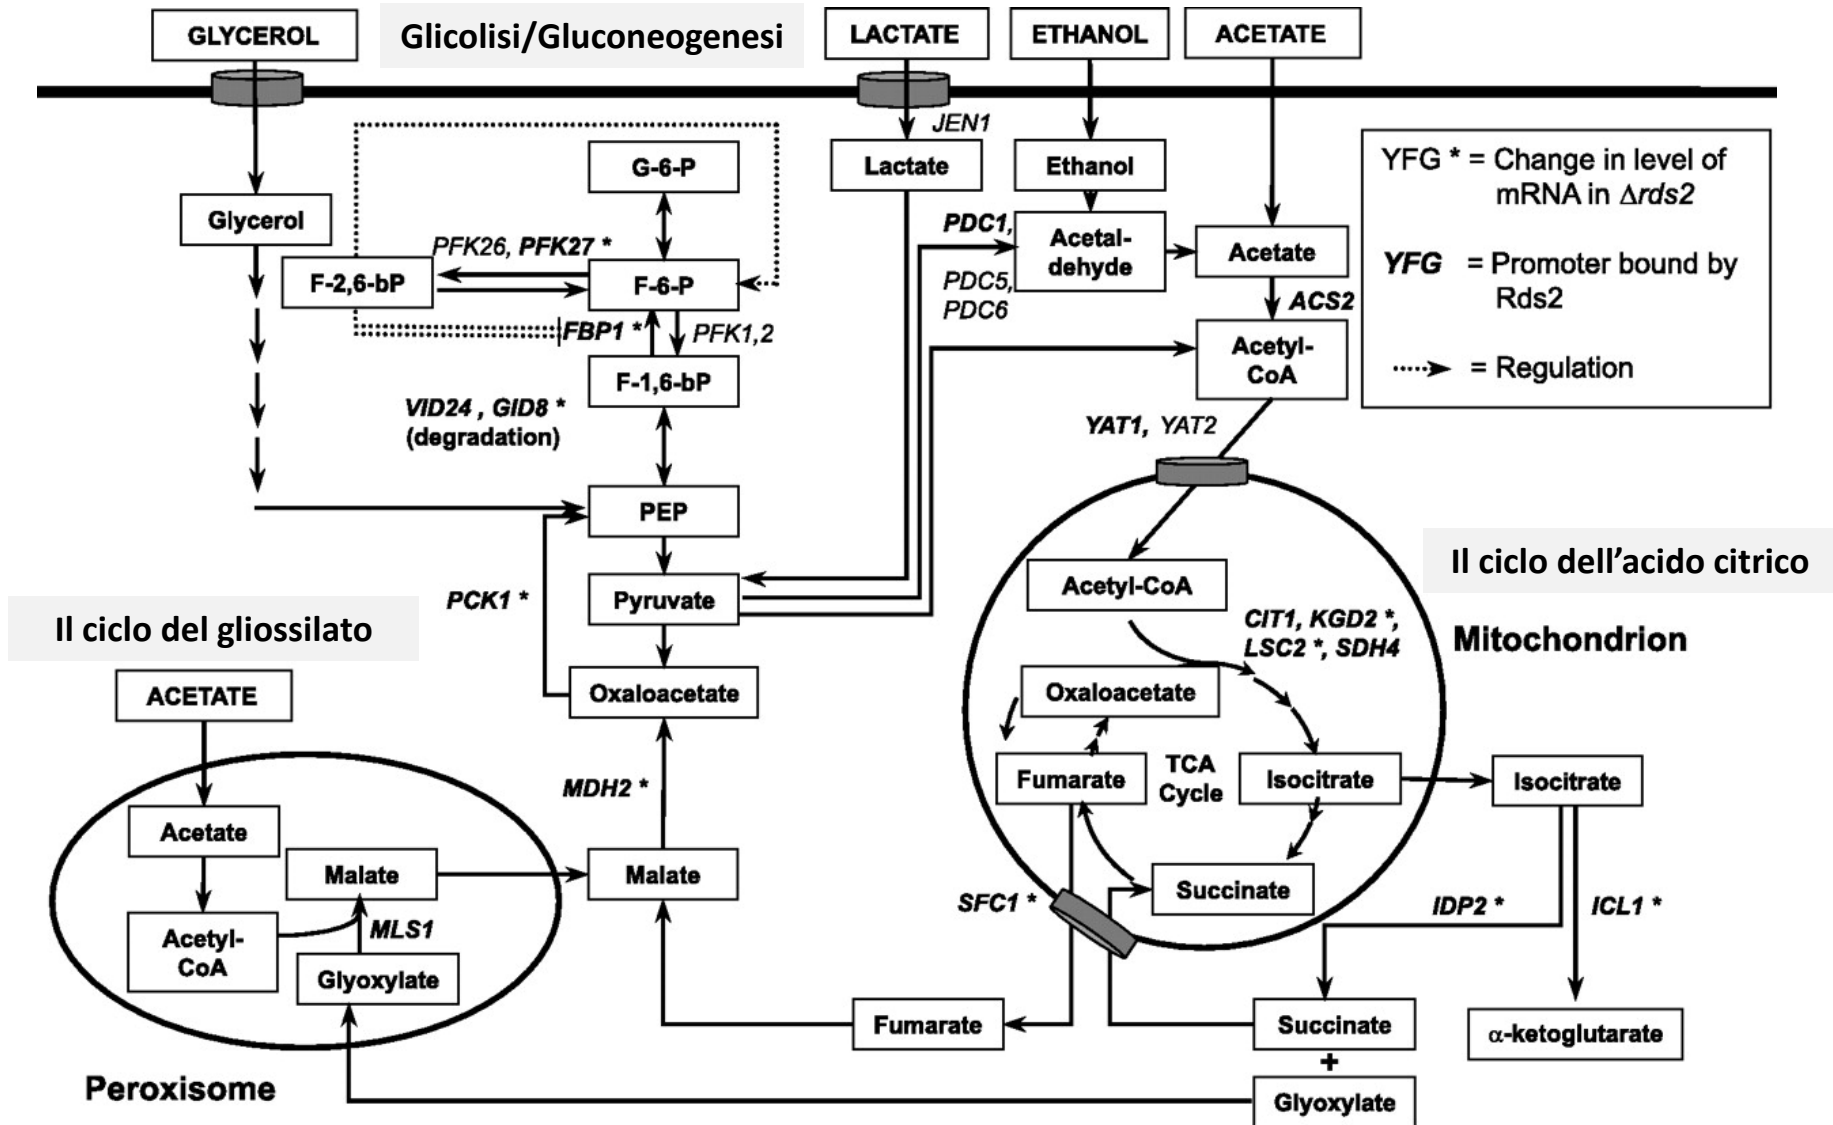 GLYCEROL
Glicolisi/Gluconeogenesi
LACTATE
ETHANOL
ACETATE
JEN1
G-6-P
Lactate
Ethanol
YFG * = Change in level of
mRNA in Δrds2
Glycerol
PFK26, PFK27 *
PDC1,
Acetal-
dehyde
Acetate
YFG = Promoter bound by
Rds2
F-2,6-bP
F-6-P
PDC5,
PDC6
ACS2
FBP1 *
PFK1,2
Acetyl-
CoA
= Regulation
F-1,6-bP
VID24 , GID8 *
(degradation)
YAT1, YAT2
PEP
Il ciclo dell’acido citrico
Acetyl-CoA
PCK1 *
Pyruvate
Il ciclo del gliossilato
CIT1, KGD2 *,
LSC2 *, SDH4
Mitochondrion
ACETATE
Oxaloacetate
Oxaloacetate
MDH2 *
Fumarate
TCA
Cycle
Isocitrate
Isocitrate
Acetate
Malate
Malate
Succinate
SFC1 *
IDP2 *
ICL1 *
MLS1
Acetyl-
CoA
Glyoxylate
Fumarate
Succinate
α-ketoglutarate
+
Peroxisome
Glyoxylate